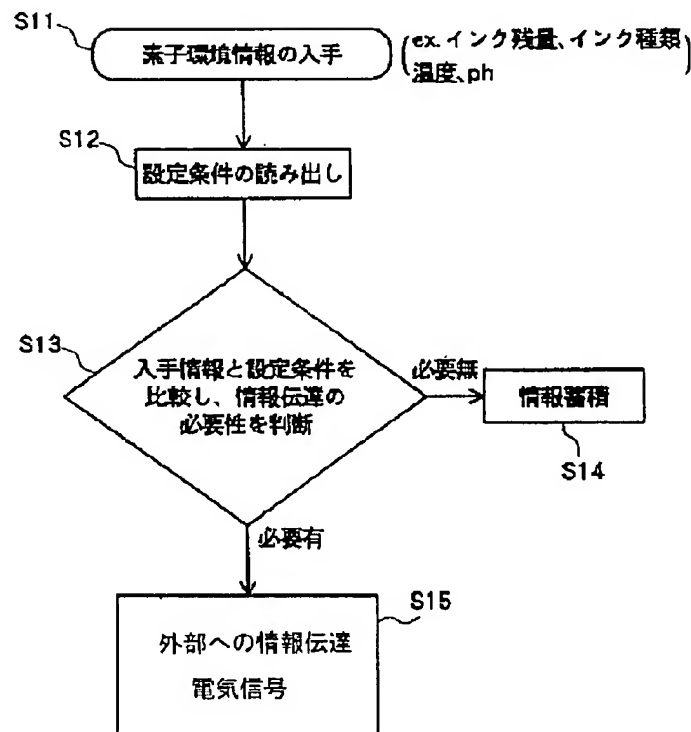 S11
素子環境情報の入手
ex. インク残量、インク種類
温度、ph
S12
設定条件の読み出し
S13
入手情報と設定条件を
比較し、情報伝達の
必要性を判断
必要無
情報蓄積
S14
必要有
S15
外部への情報伝達
電気信号